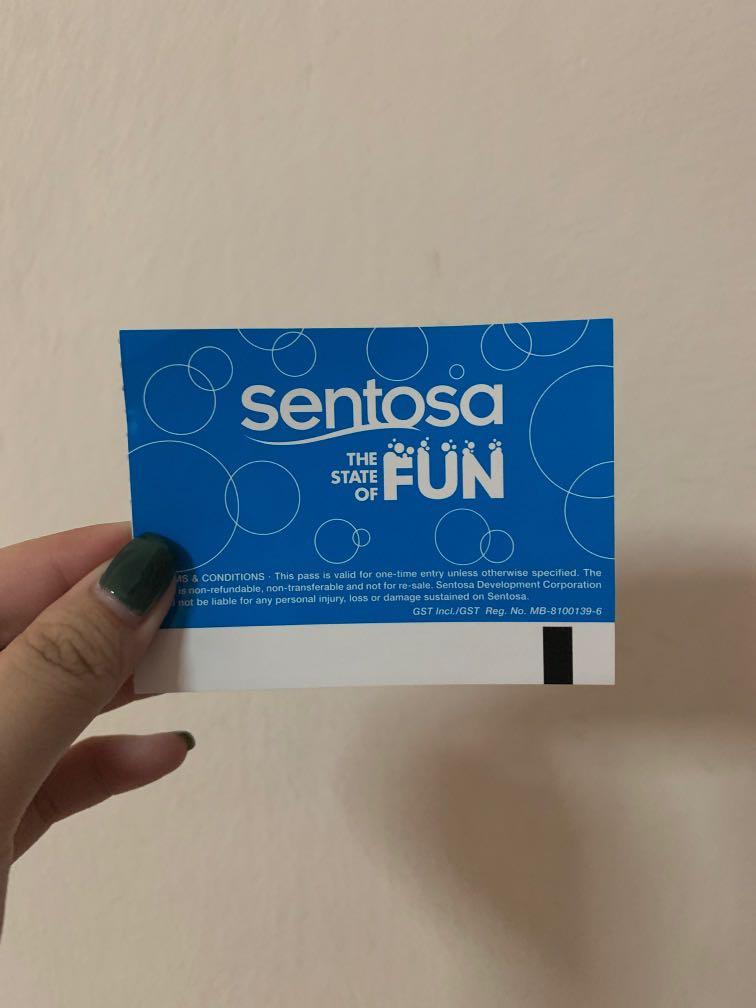 sentosa
THE
STATE
OF
FUN
MS & CONDITIONS · This pass is valid for one-time entry unless otherwise specified. The
is non-refundable, non-transferable and not for re-sale. Sentosa Development Corporation
not be liable for any personal injury, loss or damage sustained on Sentosa.
GST Incl./GST Reg. No. MB-8100139-6